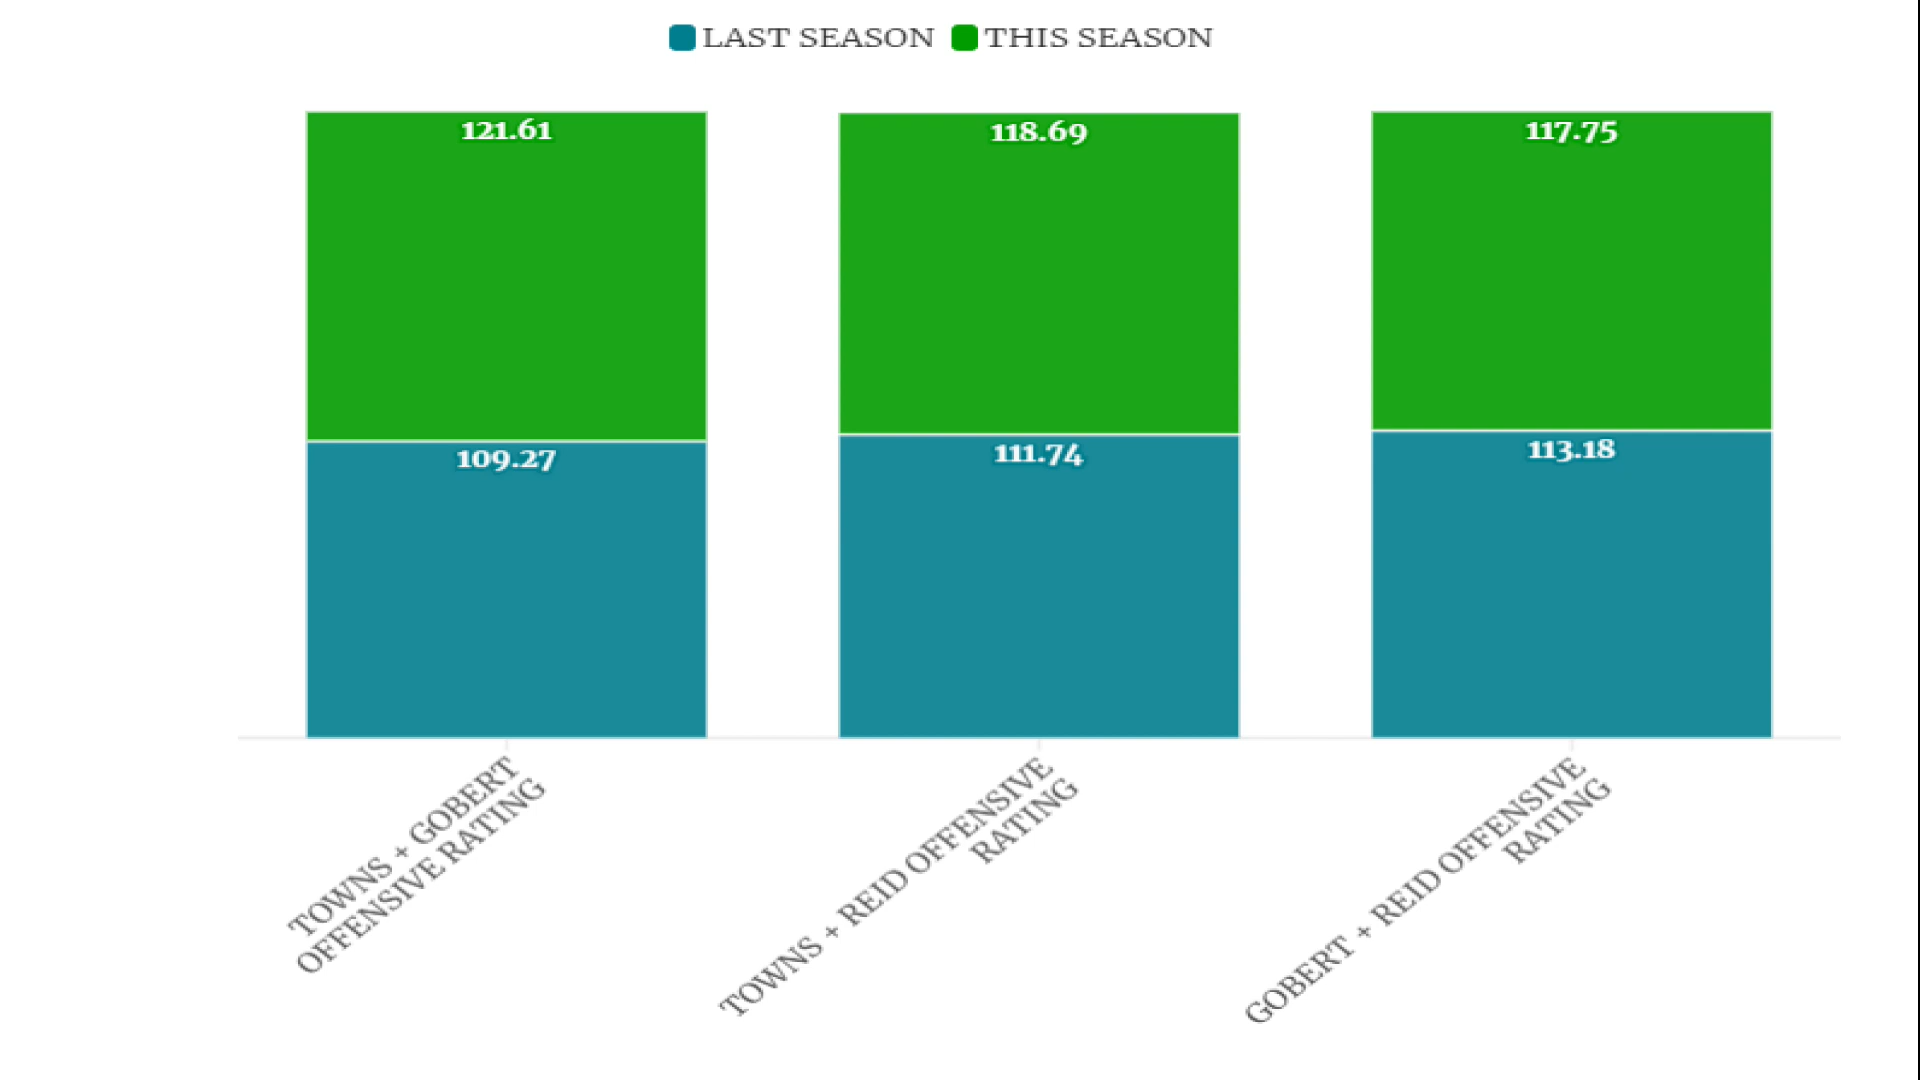 LAST SEASON THIS SEASON
121.61
118.69
117.75
109.27
111.74
113.18
TOWNS + GOBERT
OFFENSIVE RATING
TOWNS + REID OFFENSIVE
RATING
GOBERT + REID OFFENSIVE
RATING